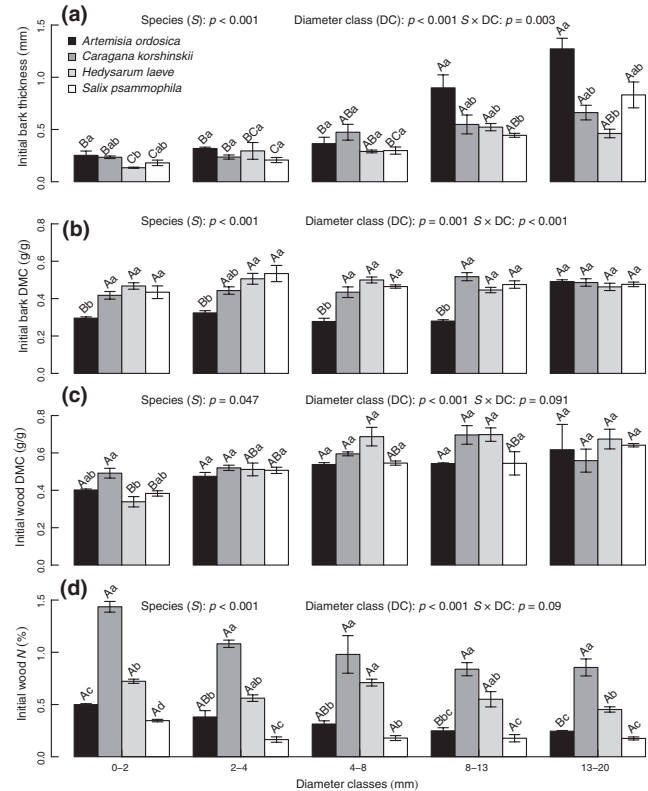 (a)
Species (S): p < 0.001 Diameter class (DC): p < 0.001 S × DC: p = 0.003
Artemisia ordosica
Caragana korshinskii
Hedysarum laeve
Salix psammophila
Initial bark thickness (mm)
0.0 0.5 1.0 1.5
Ba Bab Cb Cab Ba Ba BCa Ca Ba ABa ABa BCa Aa Aab Aab ABb Aa Aab ABb Aab
(b)
Species (S): p < 0.001 Diameter class (DC): p = 0.001 S × DC: p < 0.001
Initial bark DMC (g/g)
0.0 0.2 0.4 0.6 0.8
Bb Aa Aa Aa Bb Aab Aa Aa Bb Aa Aa Aa Bb Aa Aa Aa Aa Aa Aa Aa
(c)
Species (S): p = 0.047 Diameter class (DC): p < 0.001 S × DC: p = 0.091
Initial wood DMC (g/g)
0.0 0.2 0.4 0.6 0.8
Aab Aa Bb Bab Aa Aa ABa ABa Aa Aa Aa ABa Aa Aa Aa ABa Aa Aa Aa Aa
(d)
Species (S): p < 0.001 Diameter class (DC): p < 0.001 S × DC: p = 0.09
Initial wood N (%)
0.0 0.5 1.0 1.5
Ac Aa Ab Ad ABb Aa Aab Ac ABb Aa Aa Ab Bbc Aa Aab Ac Bc Aa Ab Ac
0–2 2–4 4–8 8–13 13–20
Diameter classes (mm)